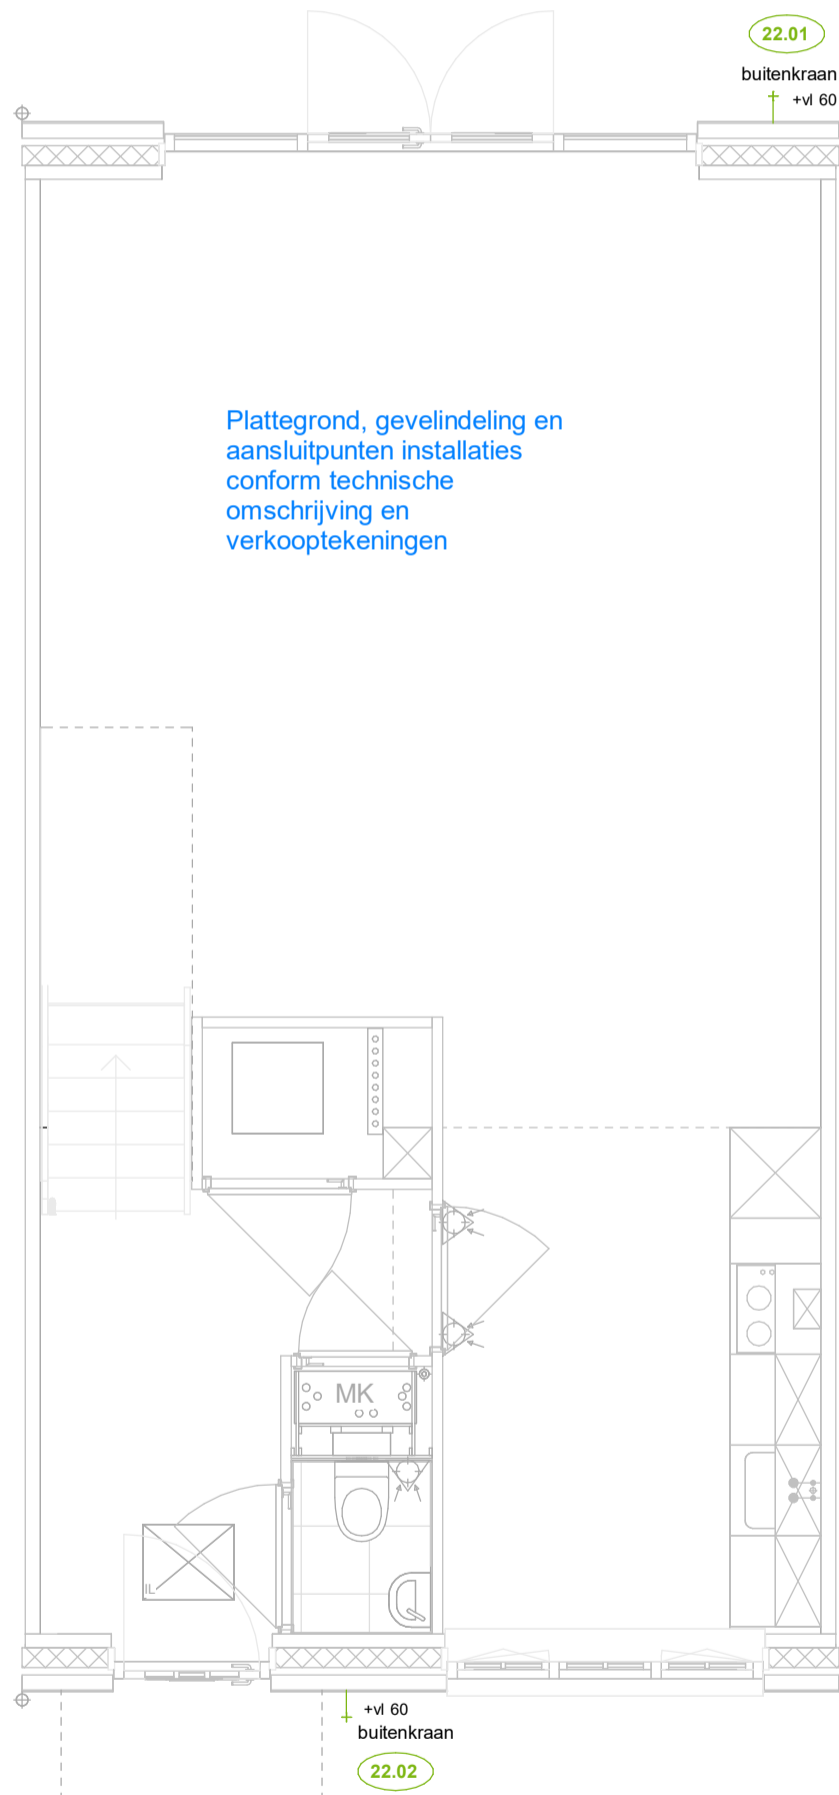 22.01
buitenkraan
+vl 60
Plattegrond, gevelindeling en
aansluitpunten installaties
conform technische
omschrijving en
verkooptekeningen
MK
IL
+vl 60
buitenkraan
22.02